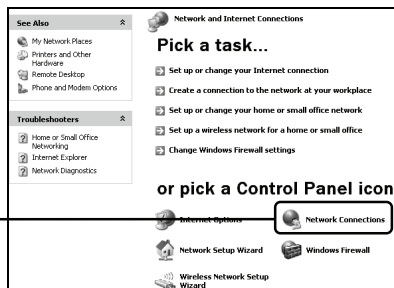 See Also
My Network Places
Printers and Other
Hardware
Remote Desktop
Phone and Modem Options
Troubleshooters
Home or Small Office
Networking
Internet Explorer
Network Diagnostics
Network and Internet Connections
Pick a task...
Set up or change your Internet connection
Create a connection to the network at your workplace
Set up or change your home or small office network
Set up a wireless network for a home or small office
Change Windows Firewall settings
or pick a Control Panel icon
Internet Options
Network Connections
Network Setup Wizard
Windows Firewall
Wireless Network Setup
Wizard